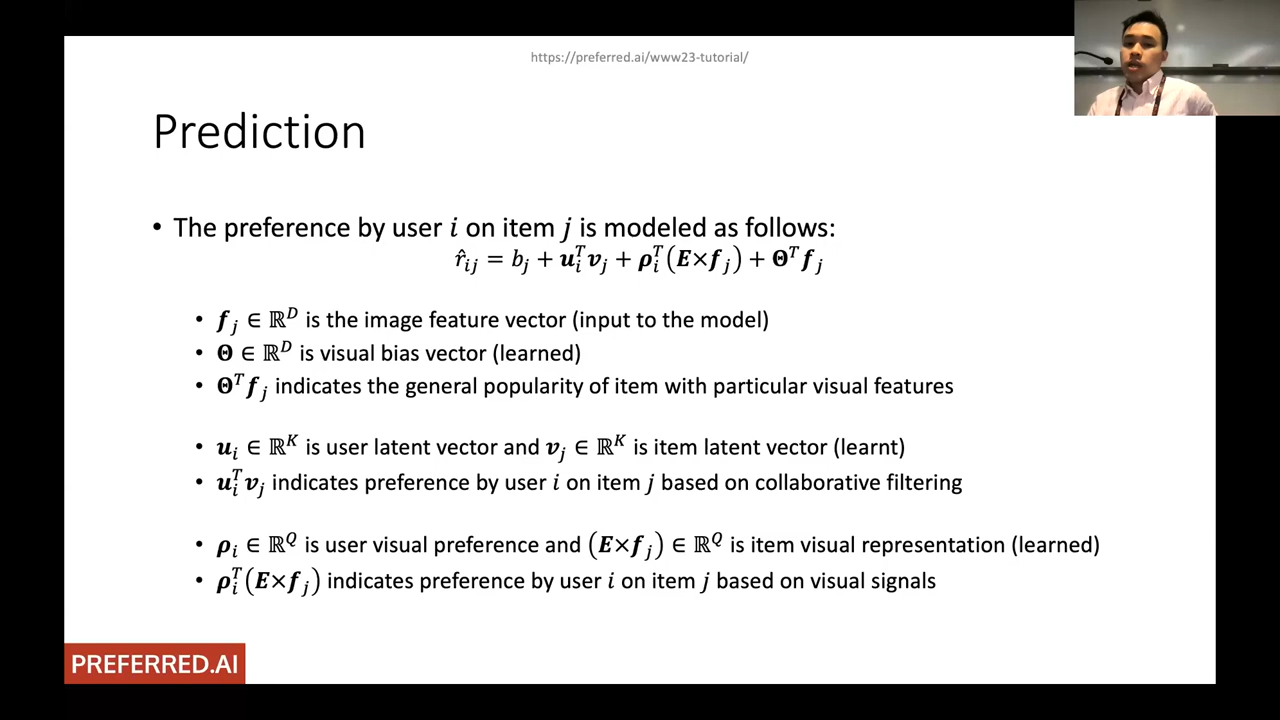 https://preferred.ai/www23-tutorial/
Prediction
• The preference by user i on item j is modeled as follows:
r̂ᵢⱼ = bⱼ + uᵢᵀvⱼ + ρᵢᵀ(E×fⱼ) + Θᵀfⱼ
• fⱼ ∈ ℝᴰ is the image feature vector (input to the model)
• Θ ∈ ℝᴰ is visual bias vector (learned)
• Θᵀfⱼ indicates the general popularity of item with particular visual features
• uᵢ ∈ ℝᴷ is user latent vector and vⱼ ∈ ℝᴷ is item latent vector (learnt)
• uᵢᵀvⱼ indicates preference by user i on item j based on collaborative filtering
• ρᵢ ∈ ℝQ is user visual preference and (E×fⱼ) ∈ ℝQ is item visual representation (learned)
• ρᵢᵀ(E×fⱼ) indicates preference by user i on item j based on visual signals
PREFERRED.AI